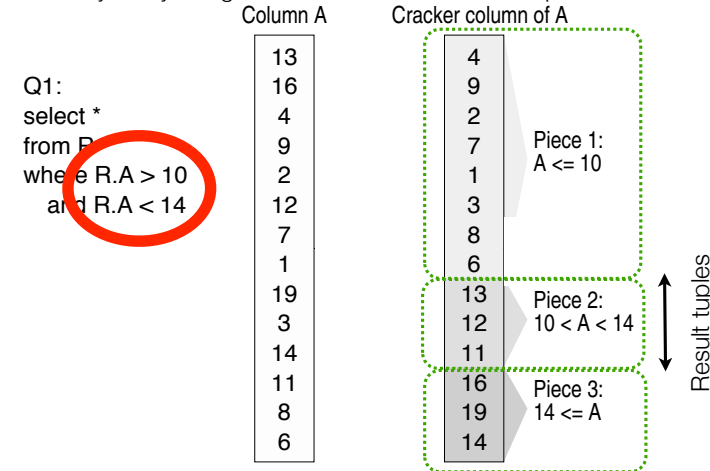 Column A
Cracker column of A
Q1:
select *
from R
where R.A > 10
and R.A < 14
13
16
4
9
2
12
7
1
19
3
14
11
8
6
4
9
2
7
1
3
8
6
13
12
11
16
19
14
Piece 1:
A <= 10
Piece 2:
10 < A < 14
Piece 3:
14 <= A
Result tuples